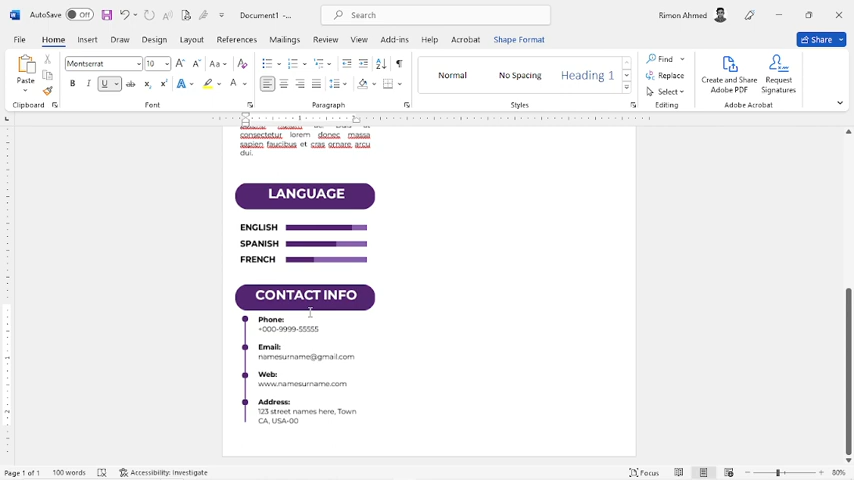 AutoSave Off Document1 -... Search Rimon Ahmed
File Home Insert Draw Design Layout References Mailings Review View Add-ins Help Acrobat Shape Format Share
Paste Montserrat 10 Normal No Spacing Heading 1 Find Replace Select Create and Share Adobe PDF Request Signatures
Clipboard Font Paragraph Styles Editing Adobe Acrobat
consectetur lorem donec massa
sapien faucibus et cras ornare arcu
dui.
LANGUAGE
ENGLISH
SPANISH
FRENCH
CONTACT INFO
Phone:
+000-9999-55555
Email:
namesurname@gmail.com
Web:
www.namesurname.com
Address:
123 street names here, Town
CA, USA-00
Page 1 of 1 100 words Accessibility: Investigate Focus 80%